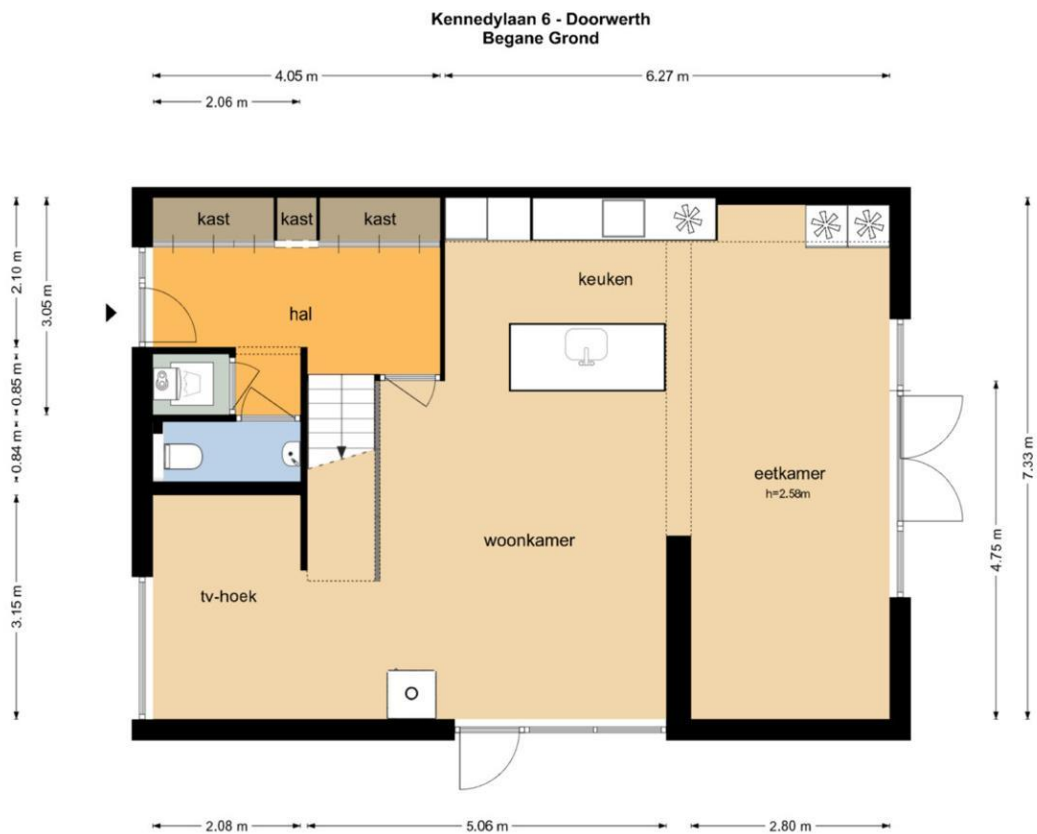 Kennedylaan 6 - Doorwerth
Begane Grond
4.05 m
6.27 m
2.06 m
kast
kast
kast
2.10 m
3.05 m
keuken
hal
0.85 m
0.84 m
eetkamer
h=2.58m
7.33 m
woonkamer
4.75 m
tv-hoek
3.15 m
2.08 m
5.06 m
2.80 m